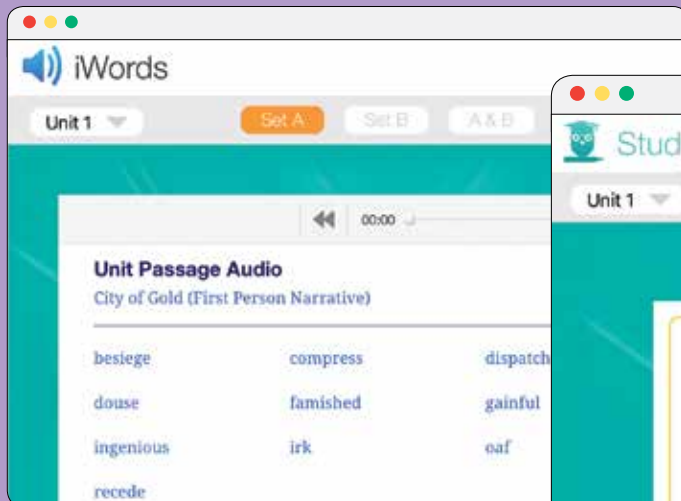 iWords
Unit 1 Set A Set B A & B
00:00
Unit Passage Audio
City of Gold (First Person Narrative)
besiege compress dispatch
douse famished gainful
ingenious irk oaf
recede
Stud
Unit 1